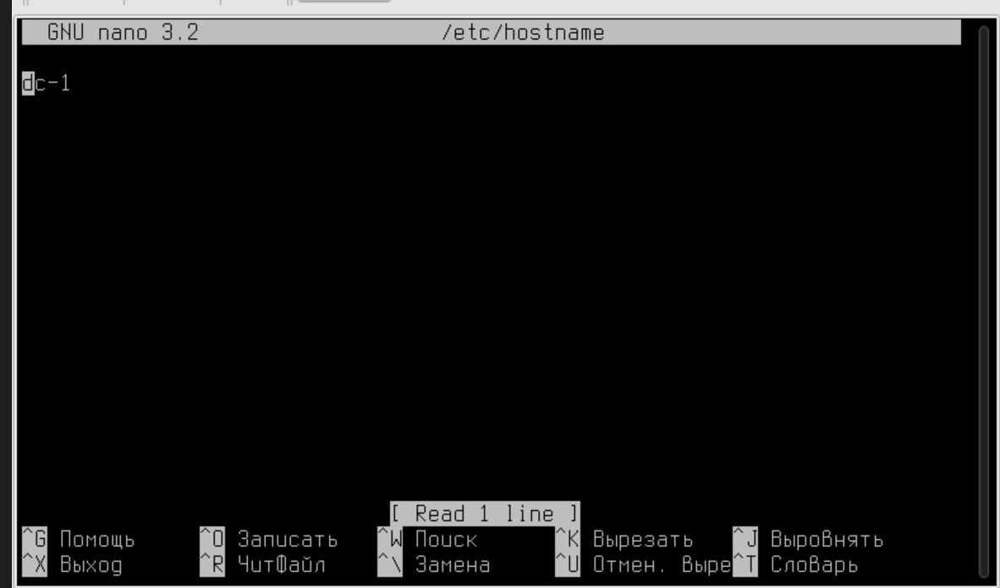 GNU nano 3.2 /etc/hostname
dc-1
[ Read 1 line ]
^G Помощь ^O Записать ^W Поиск ^K Вырезать ^J Выровнять
^X Выход ^R ЧитФайл ^\ Замена ^U Отмен. Выре ^T Словарь